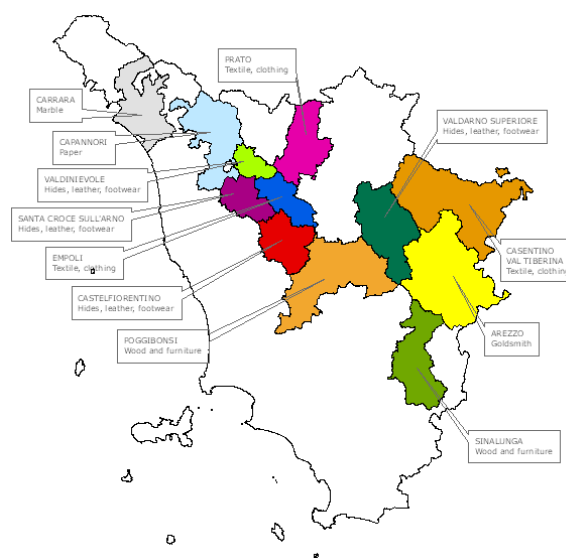 PRATO
Textile, clothing
CARRARA
Marble
VALDARNO SUPERIORE
Hides, leather, footwear
CAPANNORI
Paper
VALDINIEVOLE
Hides, leather, footwear
SANTA CROCE SULL'ARNO
Hides, leather, footwear
CASENTINO
VAL TIBERINA
Textile, clothing
EMPOLI
Textile, clothing
CASTELFIORENTINO
Hides, leather, footwear
AREZZO
Goldsmith
POGGIBONSI
Wood and furniture
SINALUNGA
Wood and furniture